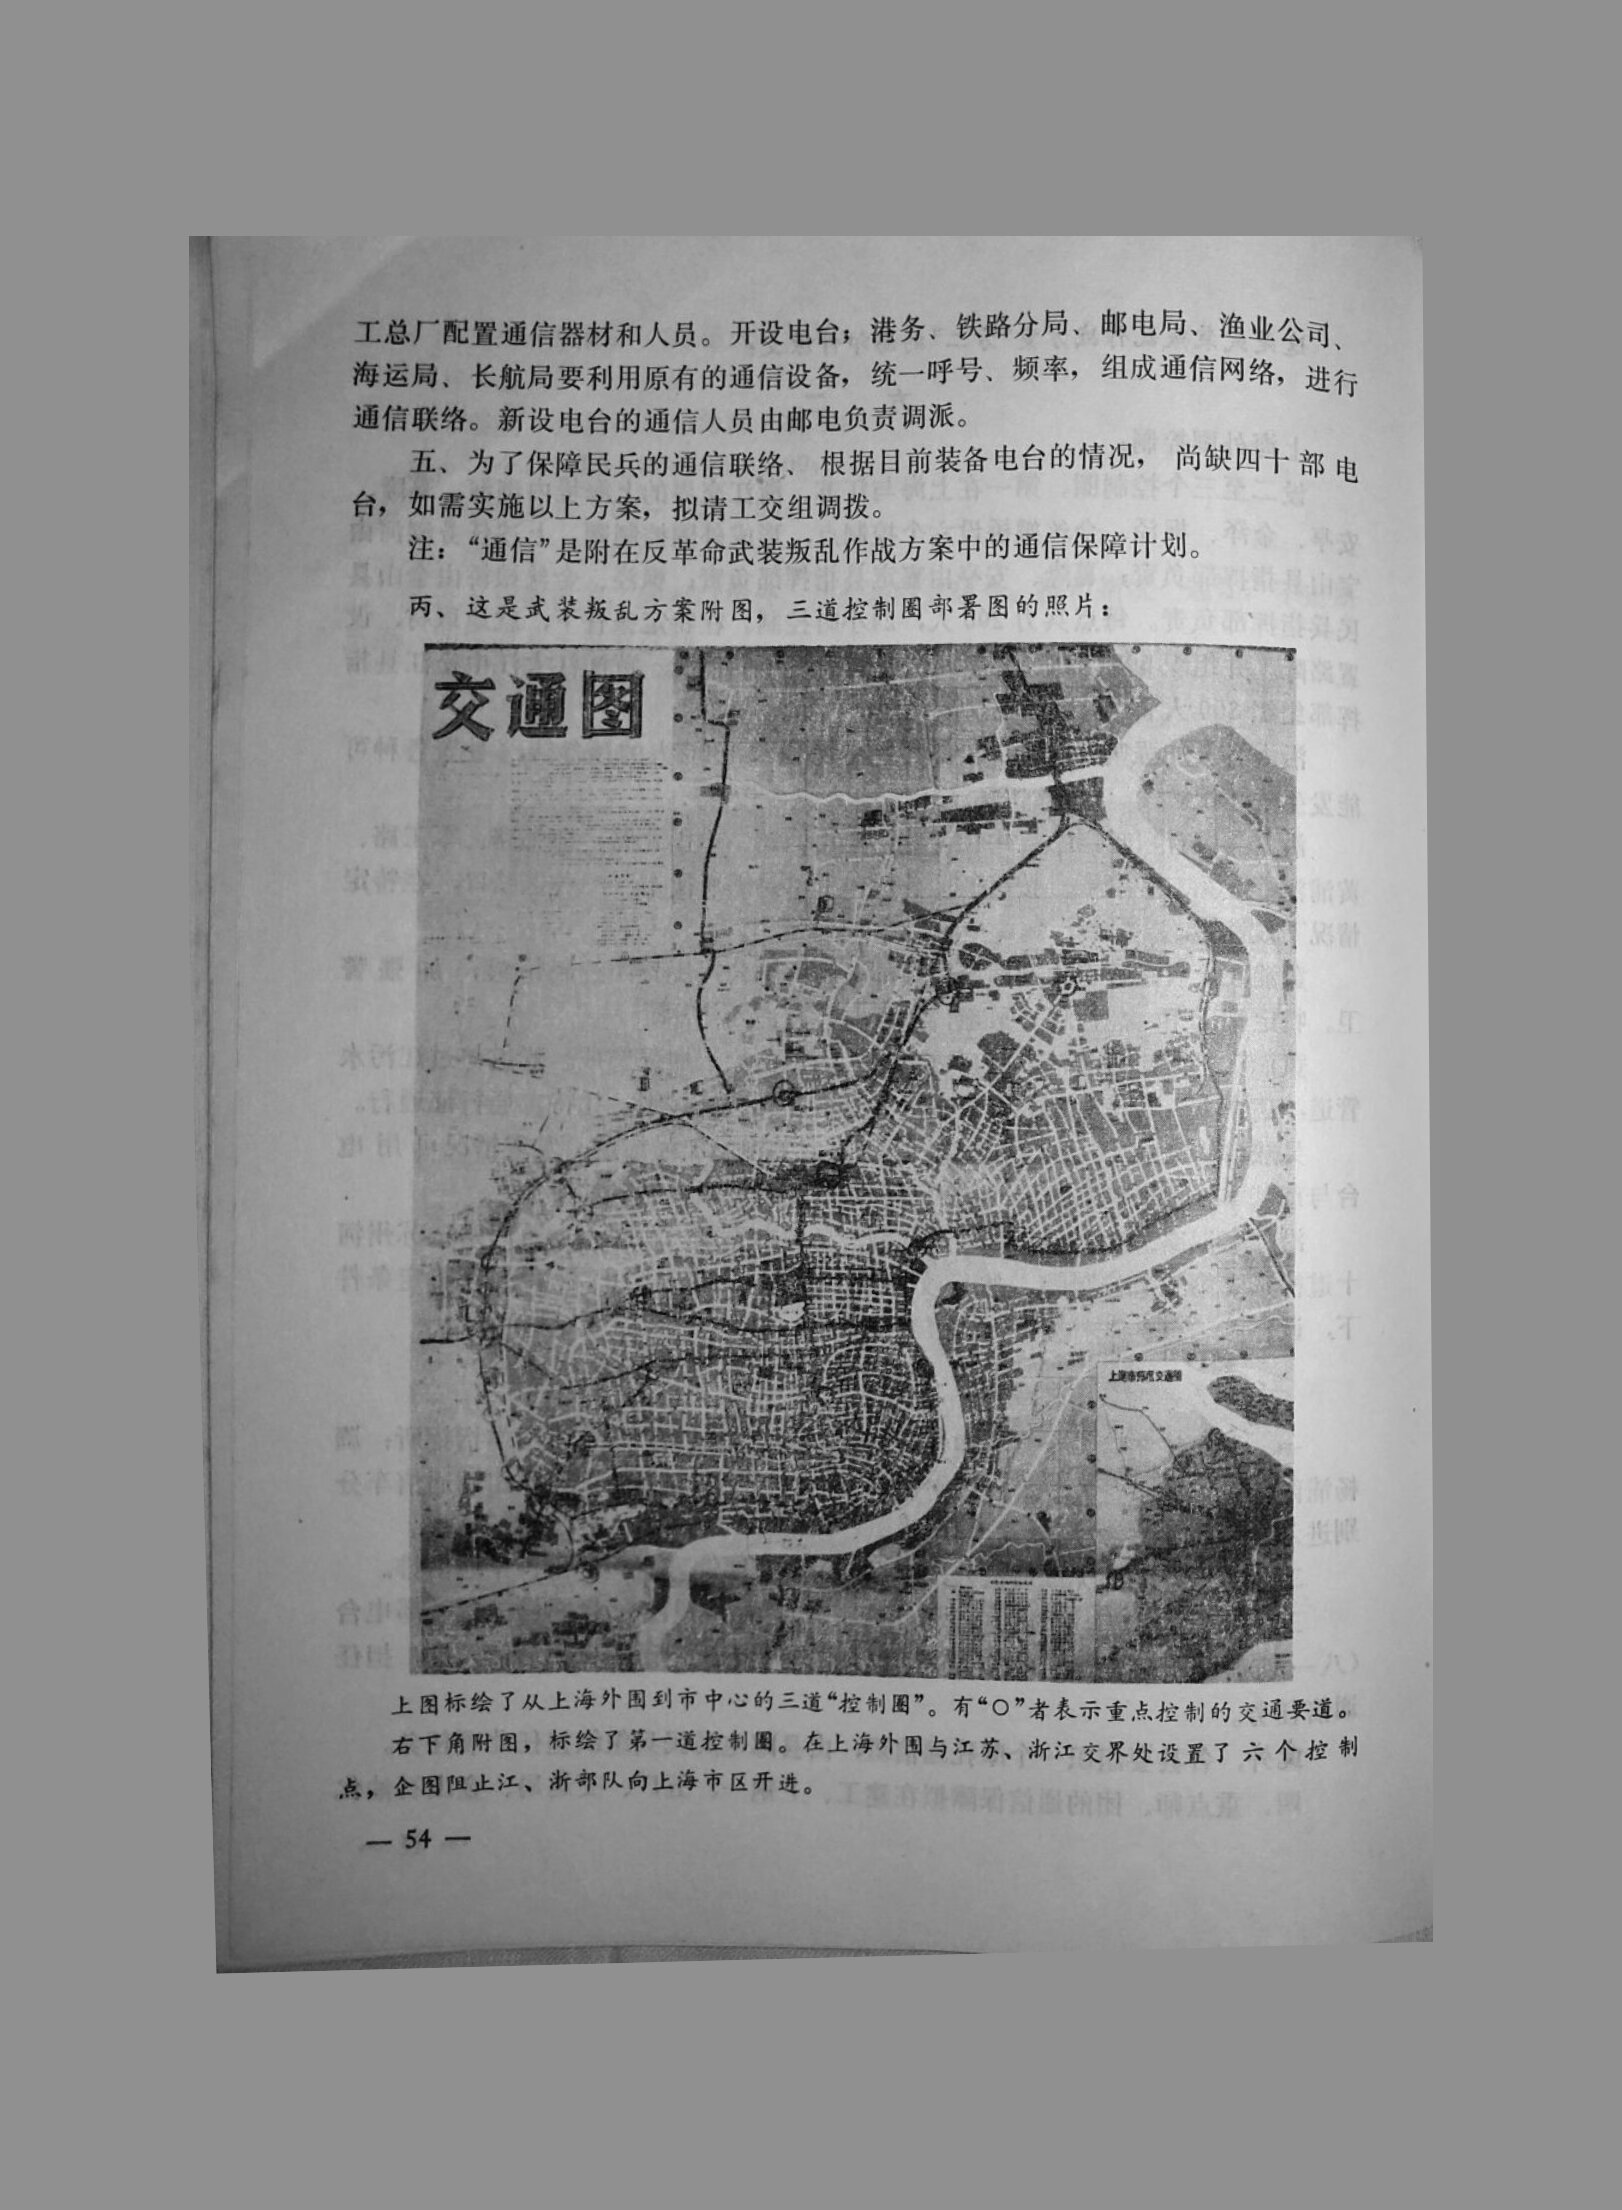 工总厂配置通信器材和人员。开设电台；港务、铁路分局、邮电局、渔业公司、
海运局、长航局要利用原有的通信设备，统一呼号、频率，组成通信网络，进行
通信联络。新设电台的通信人员由邮电负责调派。
五、为了保障民兵的通信联络、根据目前装备电台的情况，尚缺四十部电
台，如需实施以上方案，拟请工交组调拨。
注：“通信”是附在反革命武装叛乱作战方案中的通信保障计划。
丙、这是武装叛乱方案附图，三道控制圈部署图的照片：
交通图
上图标绘了从上海外围到市中心的三道“控制圈”。有“○”者表示重点控制的交通要道。
右下角附图，标绘了第一道控制圈。在上海外围与江苏、浙江交界处设置了六个控制
点，企图阻止江、浙部队向上海市区开进。
— 54 —